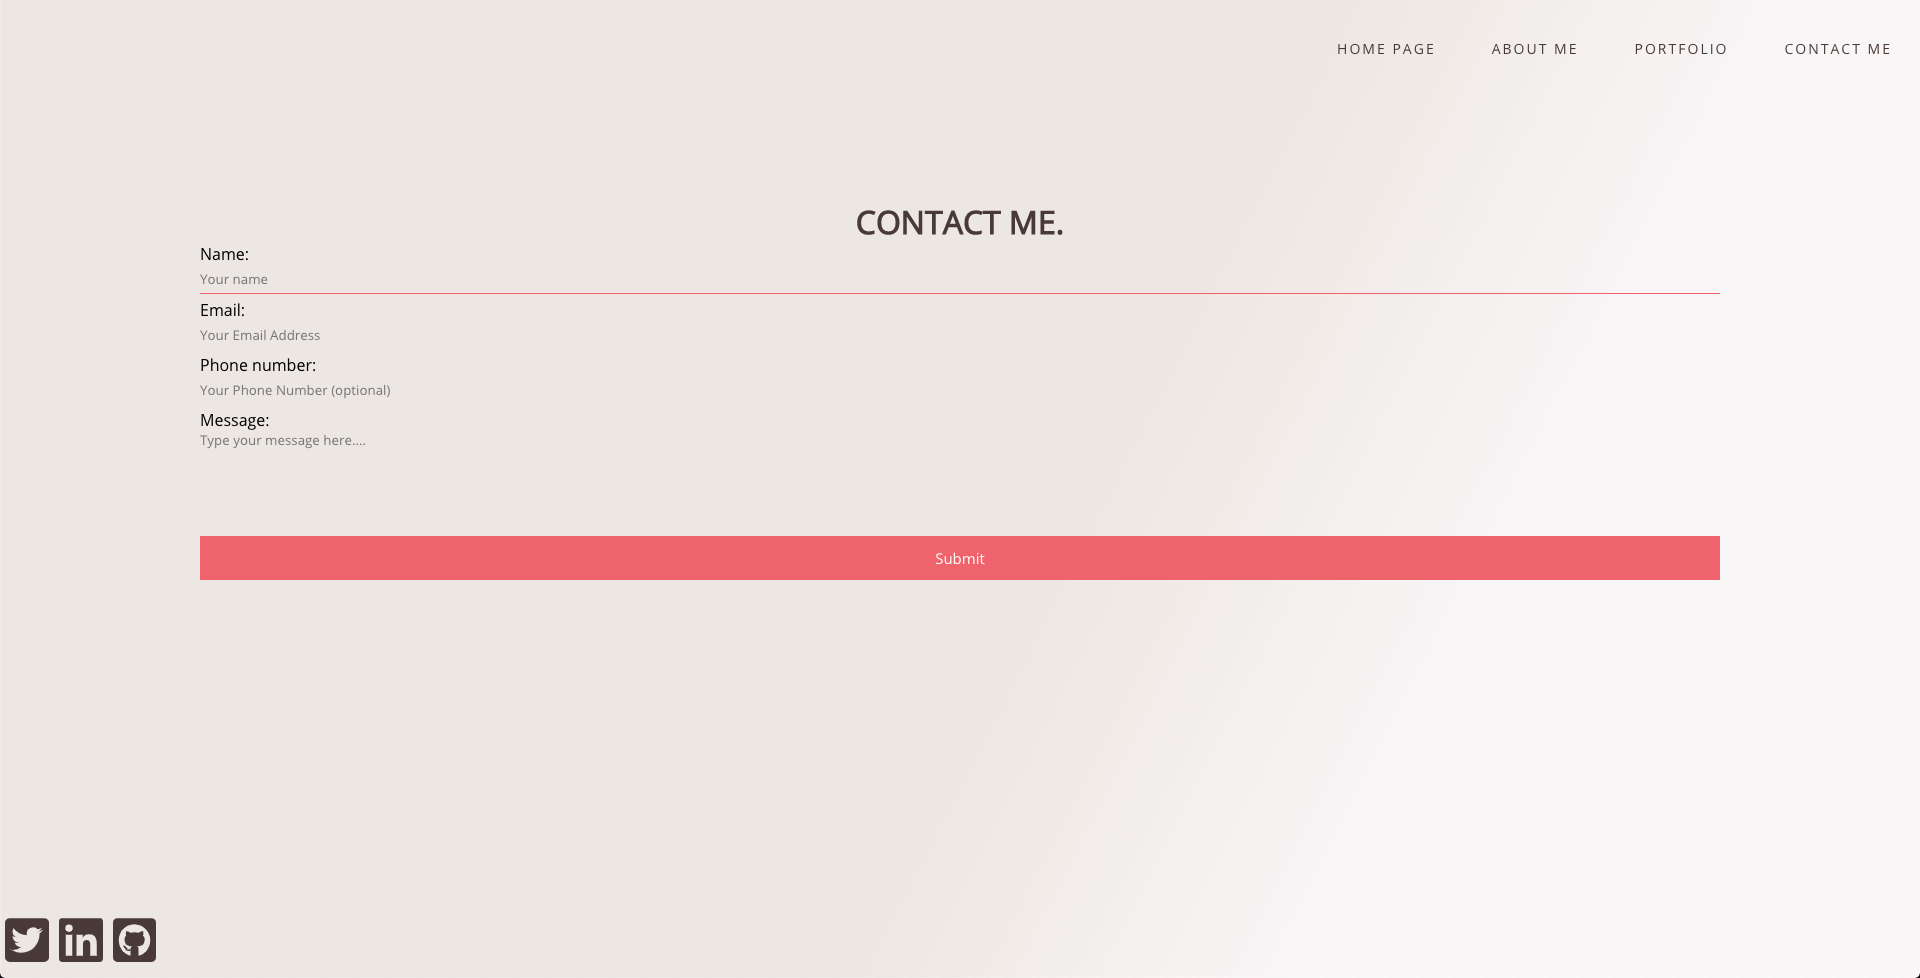 HOME PAGE ABOUT ME PORTFOLIO CONTACT ME
CONTACT ME.
Name:
Your name
Email:
Your Email Address
Phone number:
Your Phone Number (optional)
Message:
Type your message here....
Submit
in